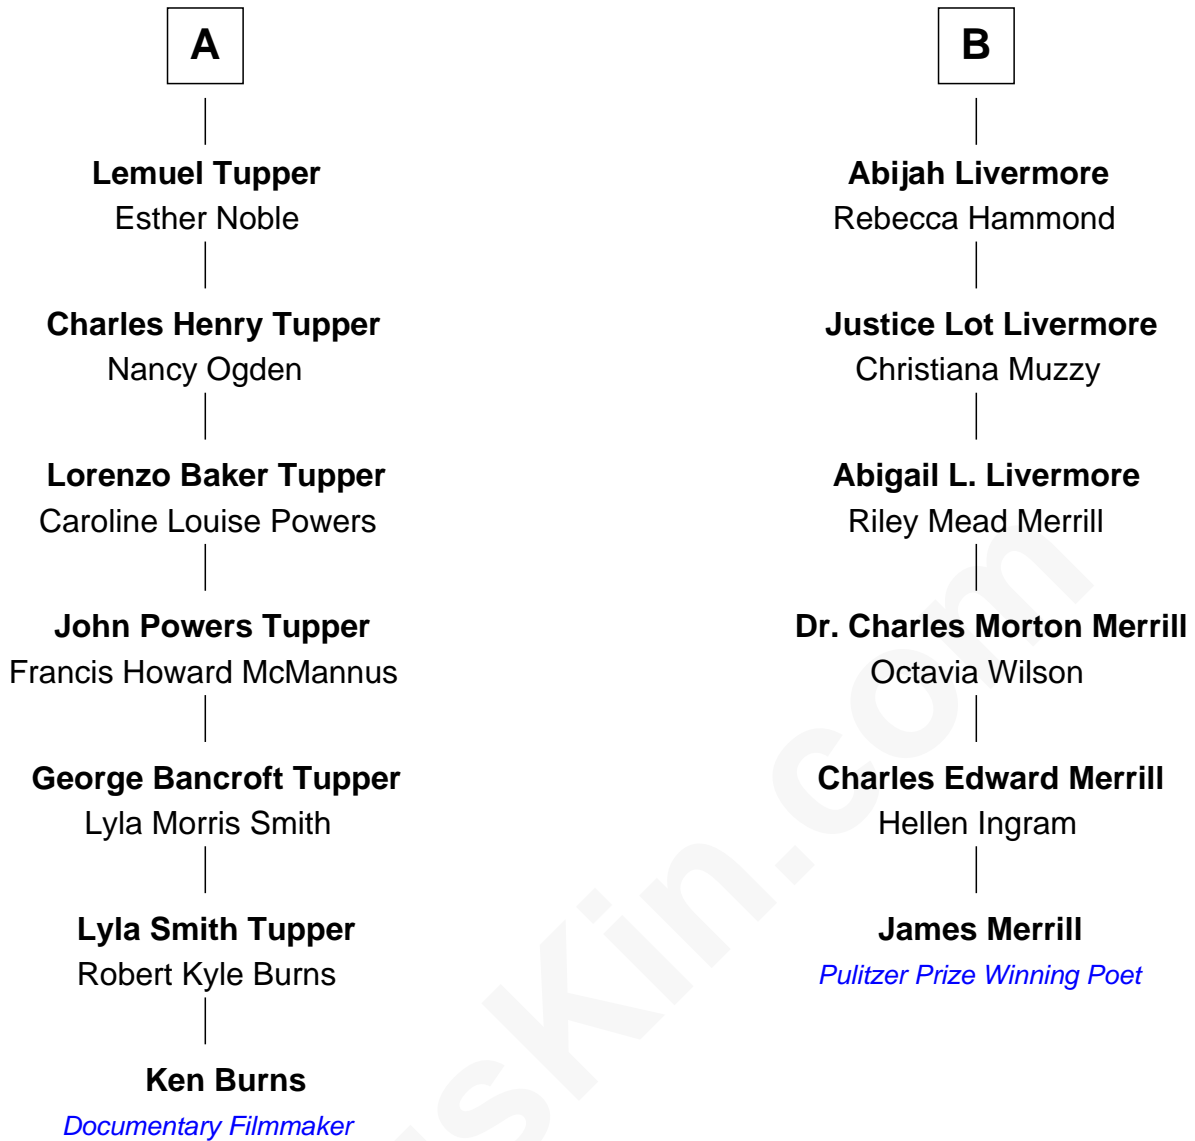 A
Lemuel Tupper
Esther Noble
Charles Henry Tupper
Nancy Ogden
Lorenzo Baker Tupper
Caroline Louise Powers
John Powers Tupper
Francis Howard McMannus
George Bancroft Tupper
Lyla Morris Smith
Lyla Smith Tupper
Robert Kyle Burns
Ken Burns
Documentary Filmmaker
B
Abijah Livermore
Rebecca Hammond
Justice Lot Livermore
Christiana Muzzy
Abigail L. Livermore
Riley Mead Merrill
Dr. Charles Morton Merrill
Octavia Wilson
Charles Edward Merrill
Hellen Ingram
James Merrill
Pulitzer Prize Winning Poet
usKin.com